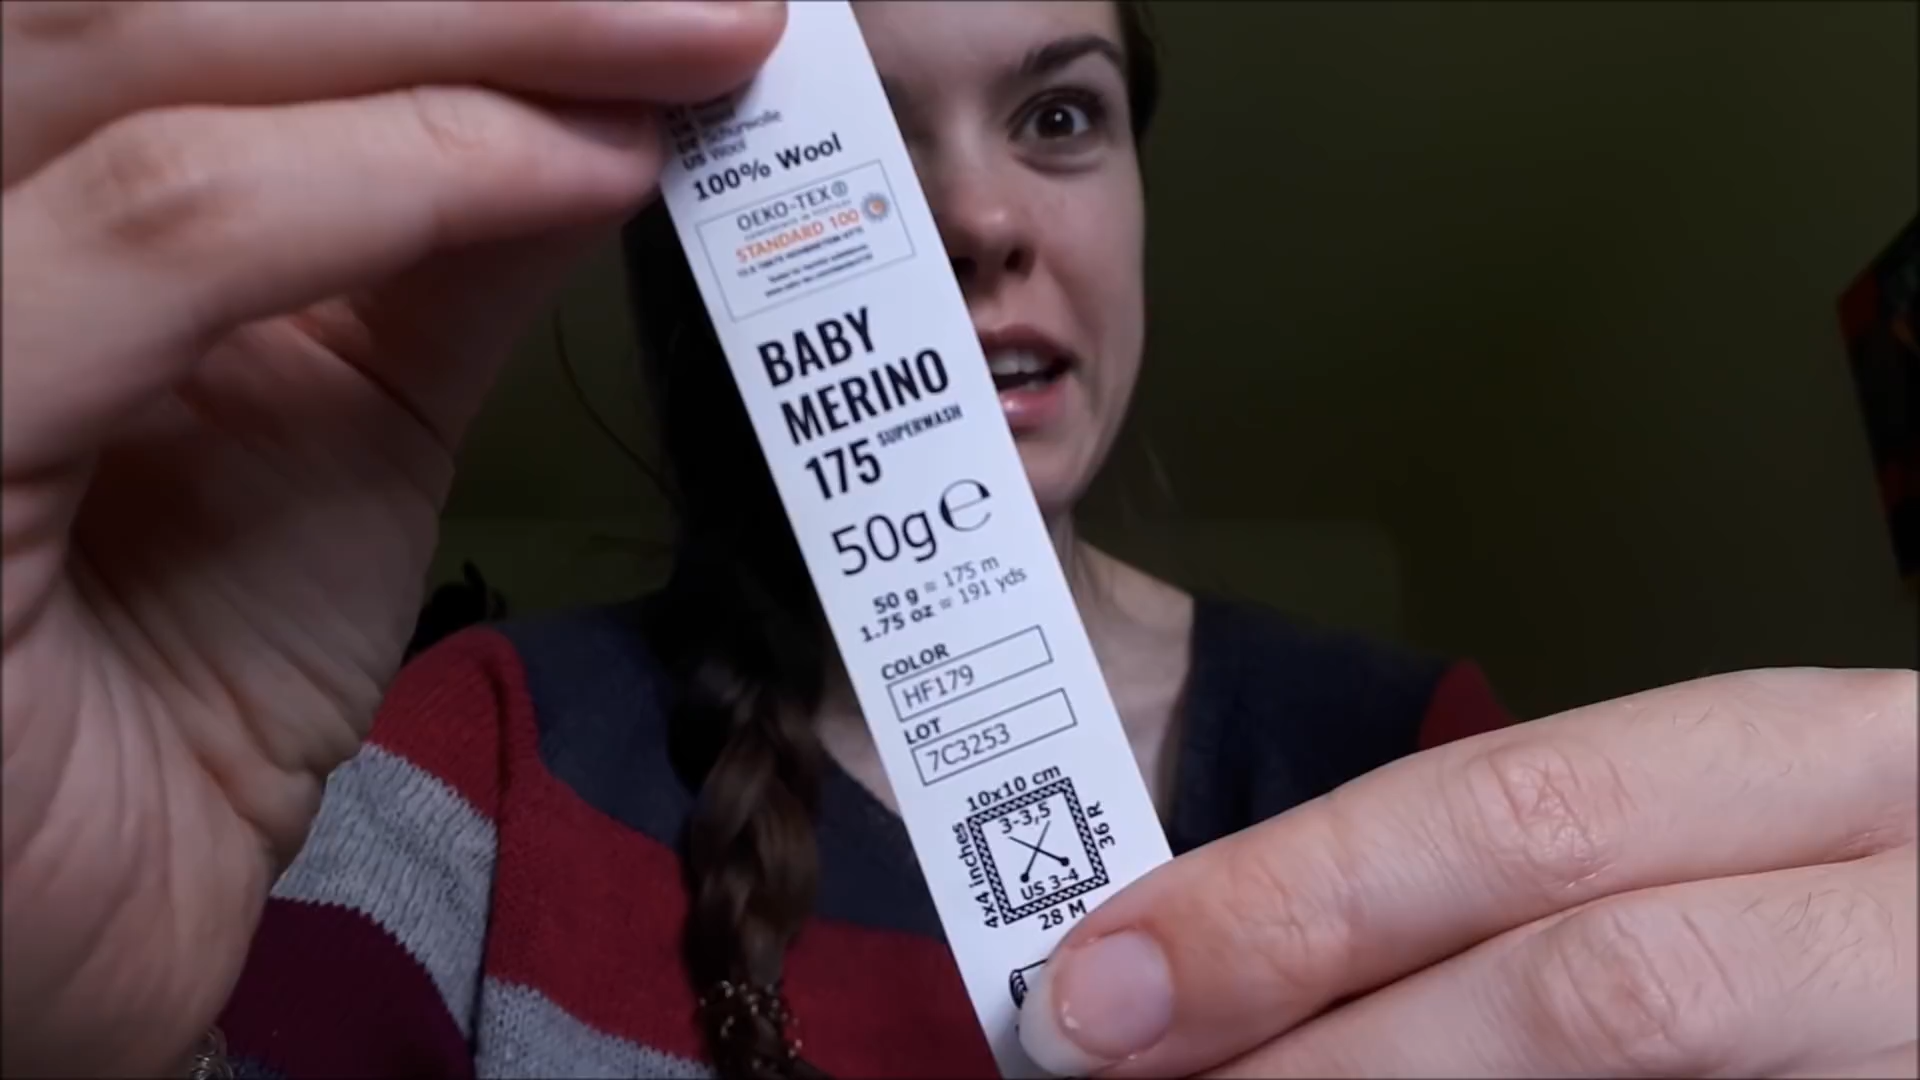 Schurwolle
US Wool
100% Wool
OEKO-TEX®
STANDARD 100
BABY
MERINO
175 SUPERWASH
50g ℮
50 g = 175 m
1.75 oz = 191 yds
COLOR
HF179
LOT
7C3253
10x10 cm
4x4 inches
3-3,5
US 3-4
36 R
28 M